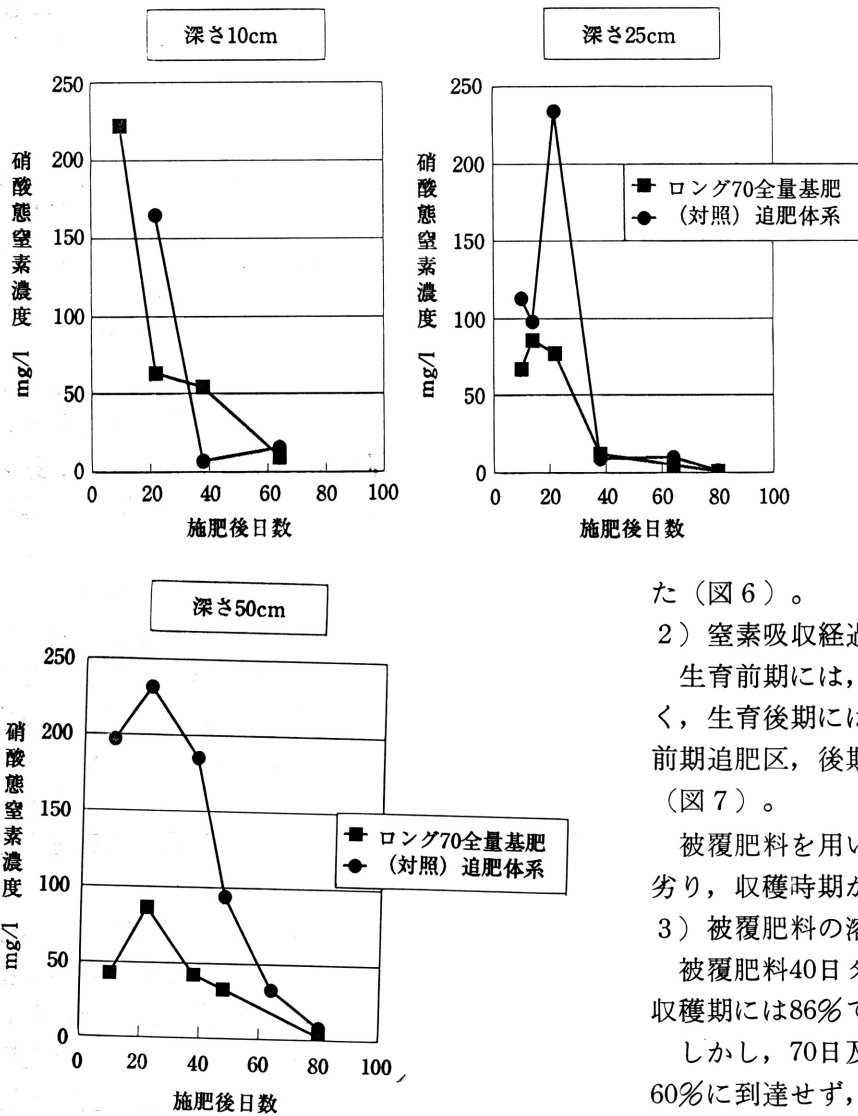 深さ10cm
250
200
150
100
50
0
硝酸態窒素濃度 mg/l
0 20 40 60 80 100
施肥後日数
深さ25cm
250
200
150
100
50
0
硝酸態窒素濃度 mg/l
ロング70全量基肥
(対照)追肥体系
0 20 40 60 80 100
施肥後日数
深さ50cm
250
200
150
100
50
0
硝酸態窒素濃度 mg/l
ロング70全量基肥
(対照)追肥体系
0 20 40 60 80 100
施肥後日数
た(図6)。
2)窒素吸収経過
生育前期には,
く,生育後期には
前期追肥区,後期
(図7)。
被覆肥料を用い
劣り,収穫時期が
3)被覆肥料の溶
被覆肥料40日タ
収穫期には86%で
しかし,70日及
60%に到達せず,